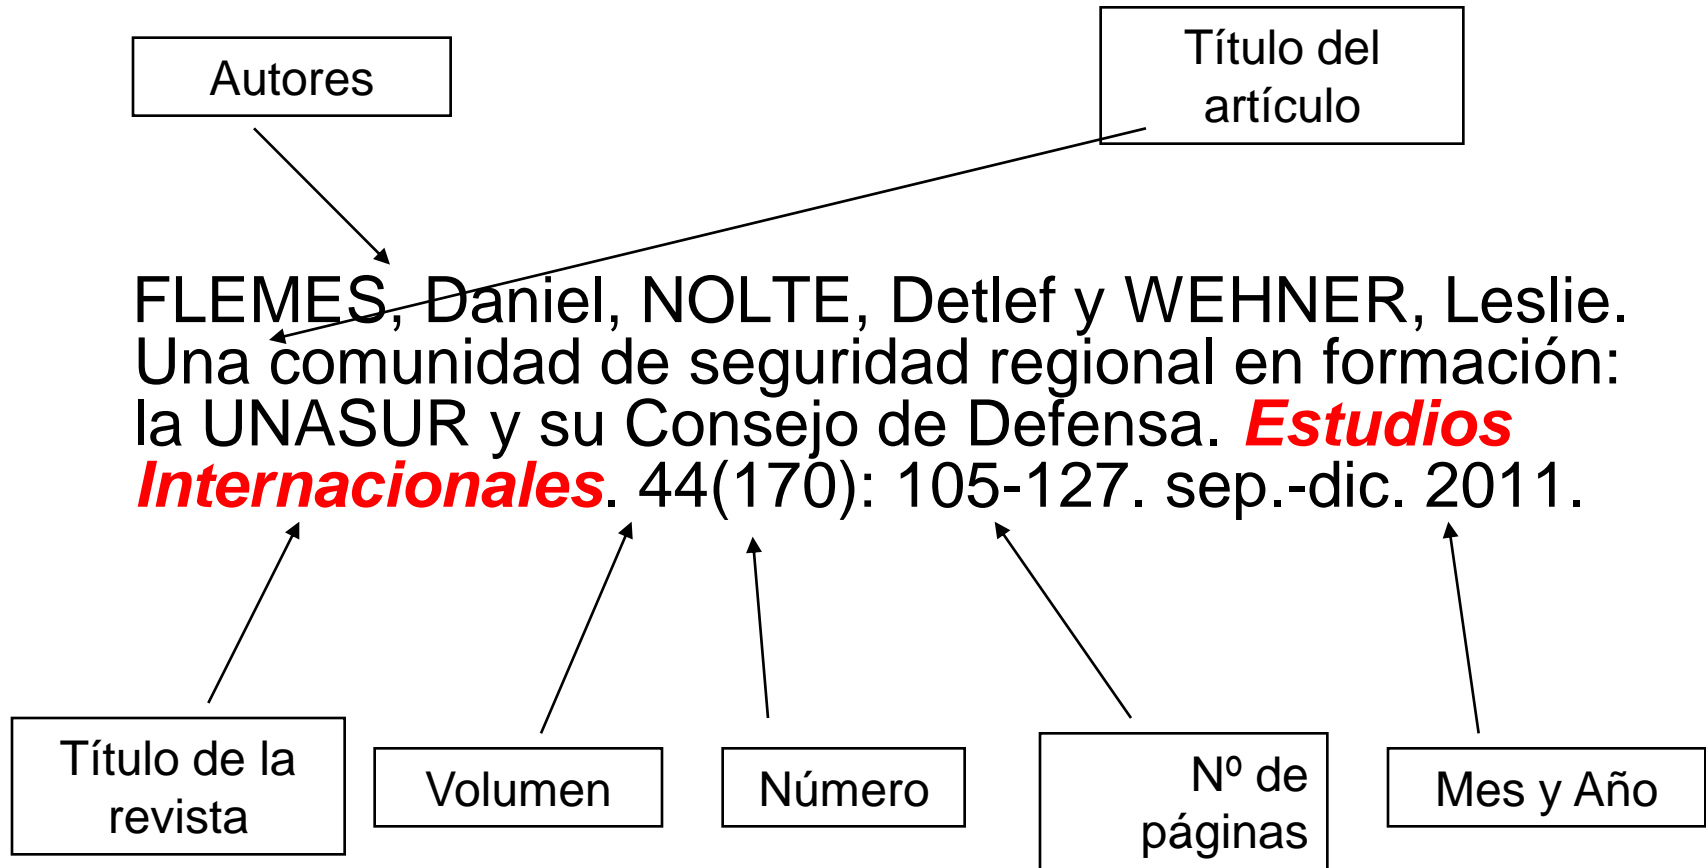 Autores
Título del
artículo
FLEMES, Daniel, NOLTE, Detlef y WEHNER, Leslie.
Una comunidad de seguridad regional en formación:
la UNASUR y su Consejo de Defensa. Estudios
Internacionales. 44(170): 105-127. sep.-dic. 2011.
Título de la
revista
Volumen
Número
Nº de
páginas
Mes y Año